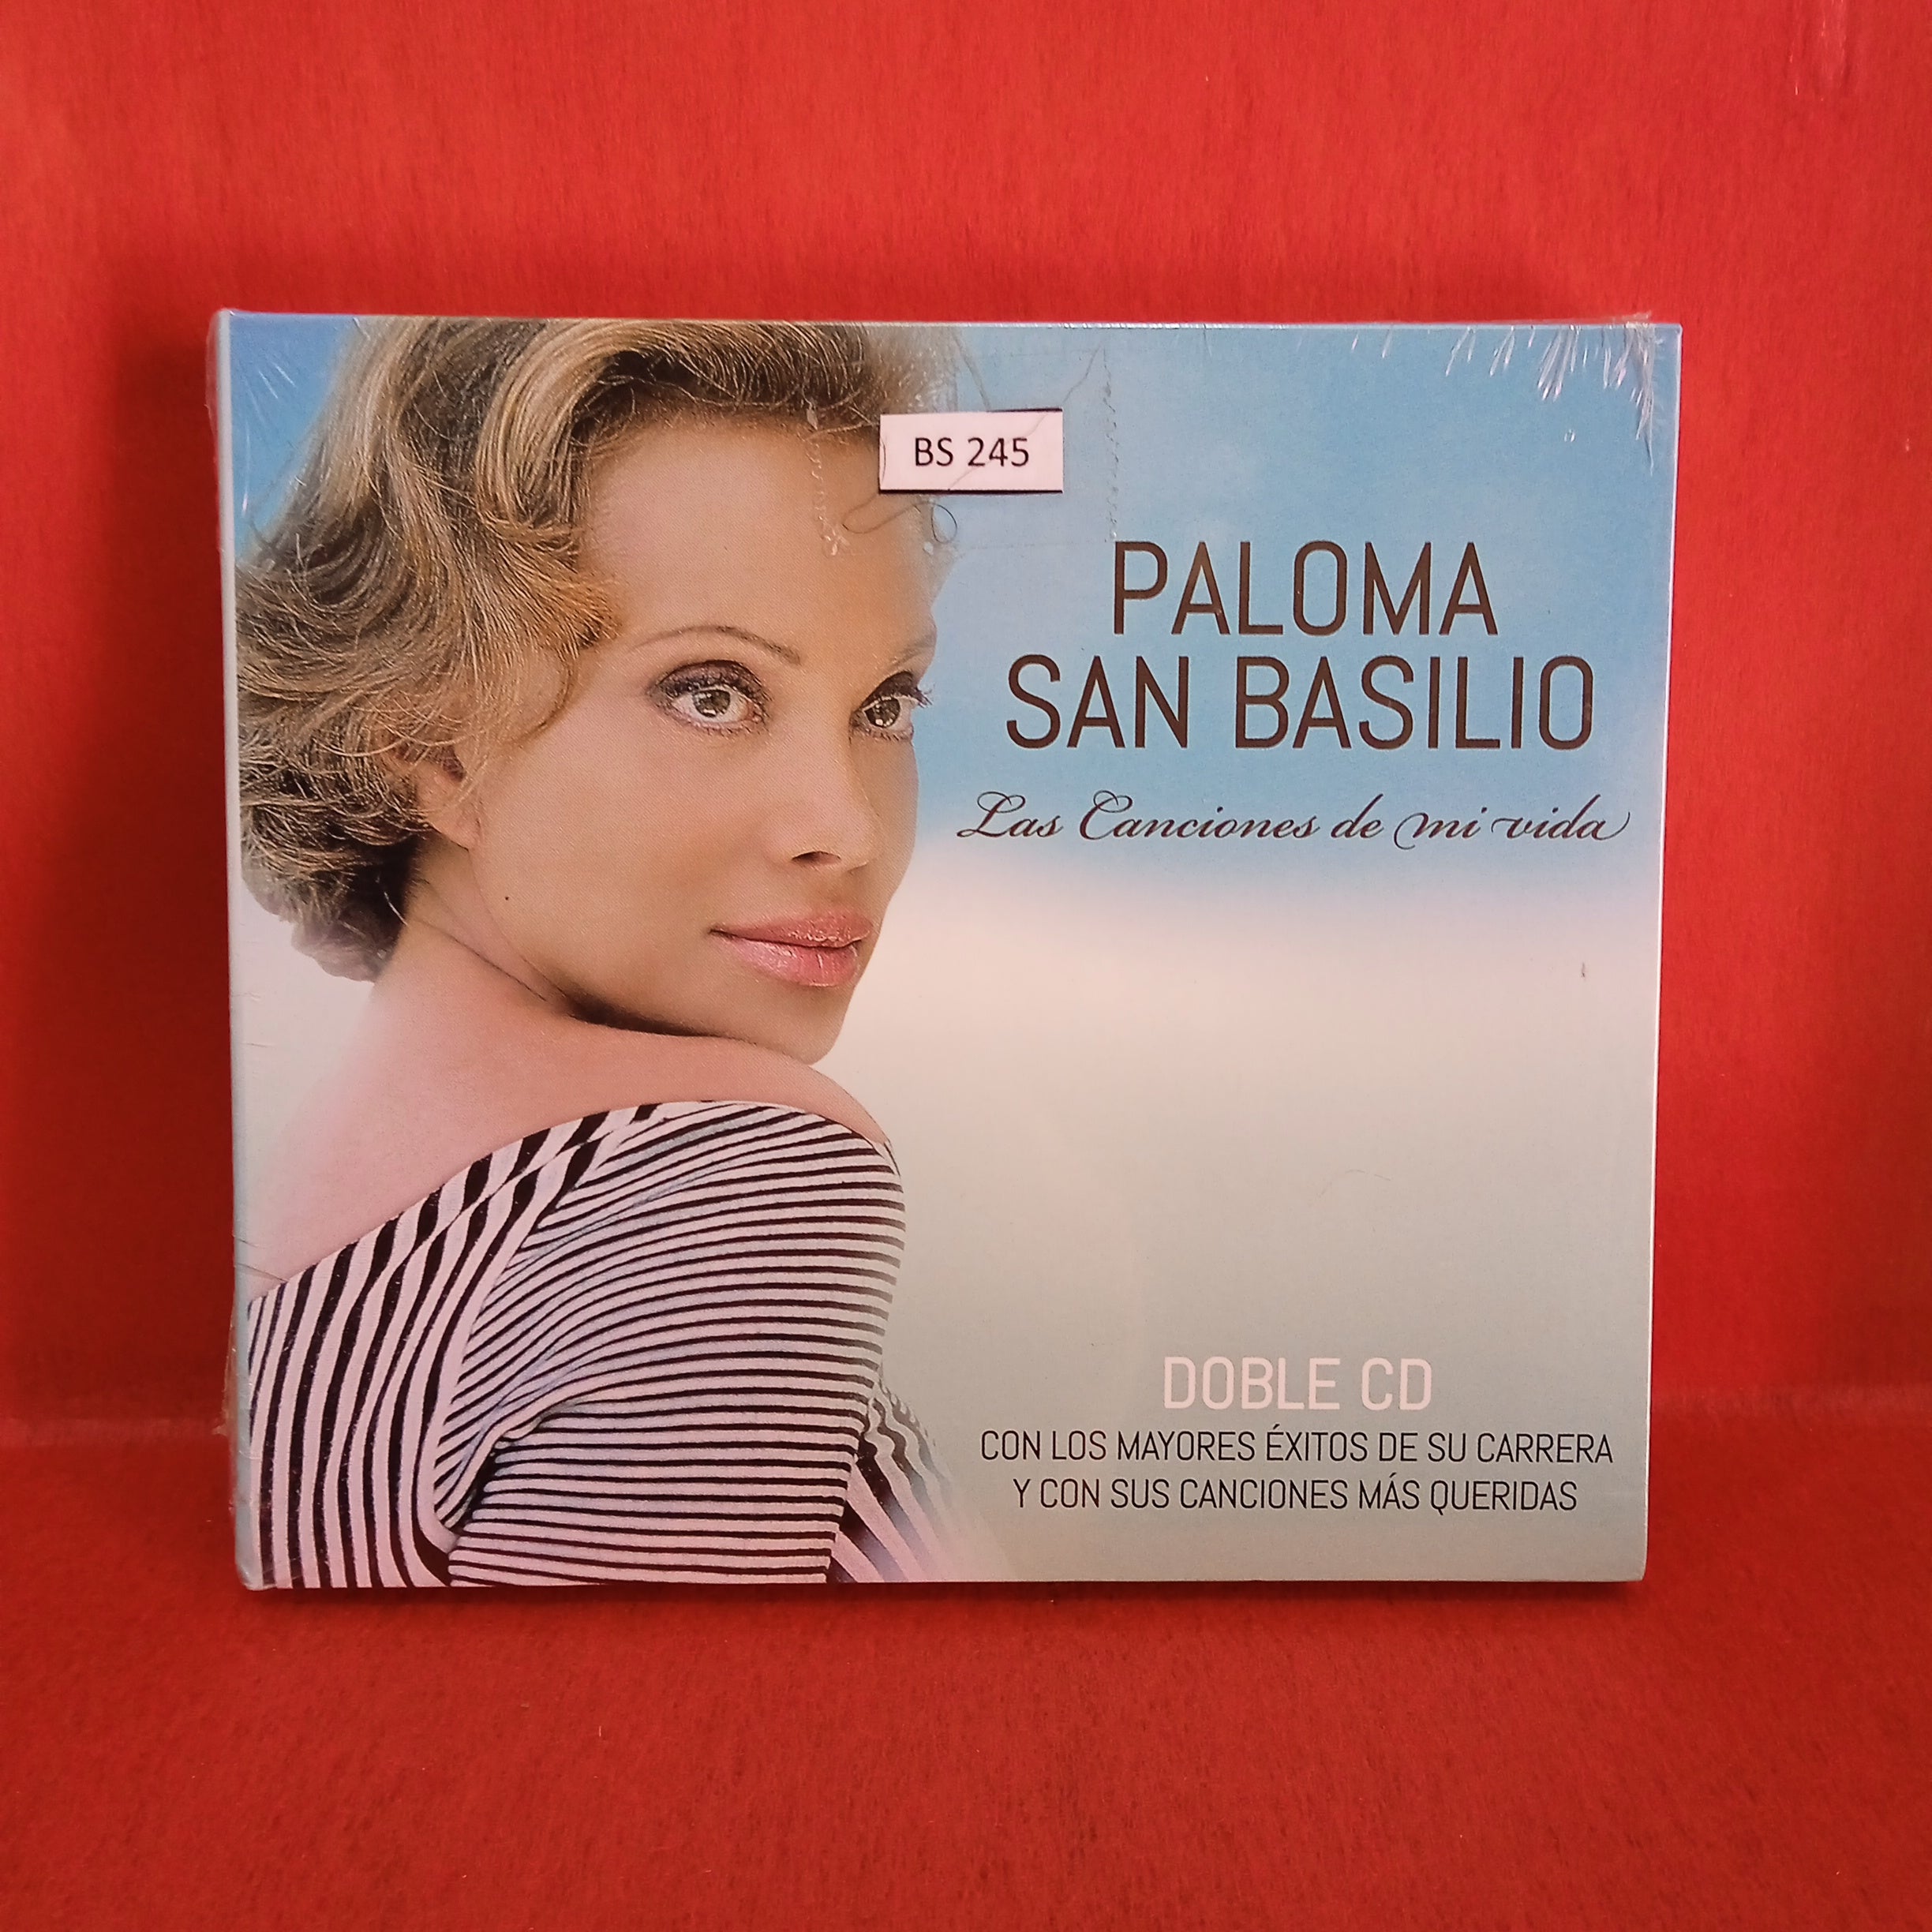 BS 245
PALOMA
SAN BASILIO
Las Canciones de mi vida
DOBLE CD
CON LOS MAYORES ÉXITOS DE SU CARRERA
Y CON SUS CANCIONES MÁS QUERIDAS